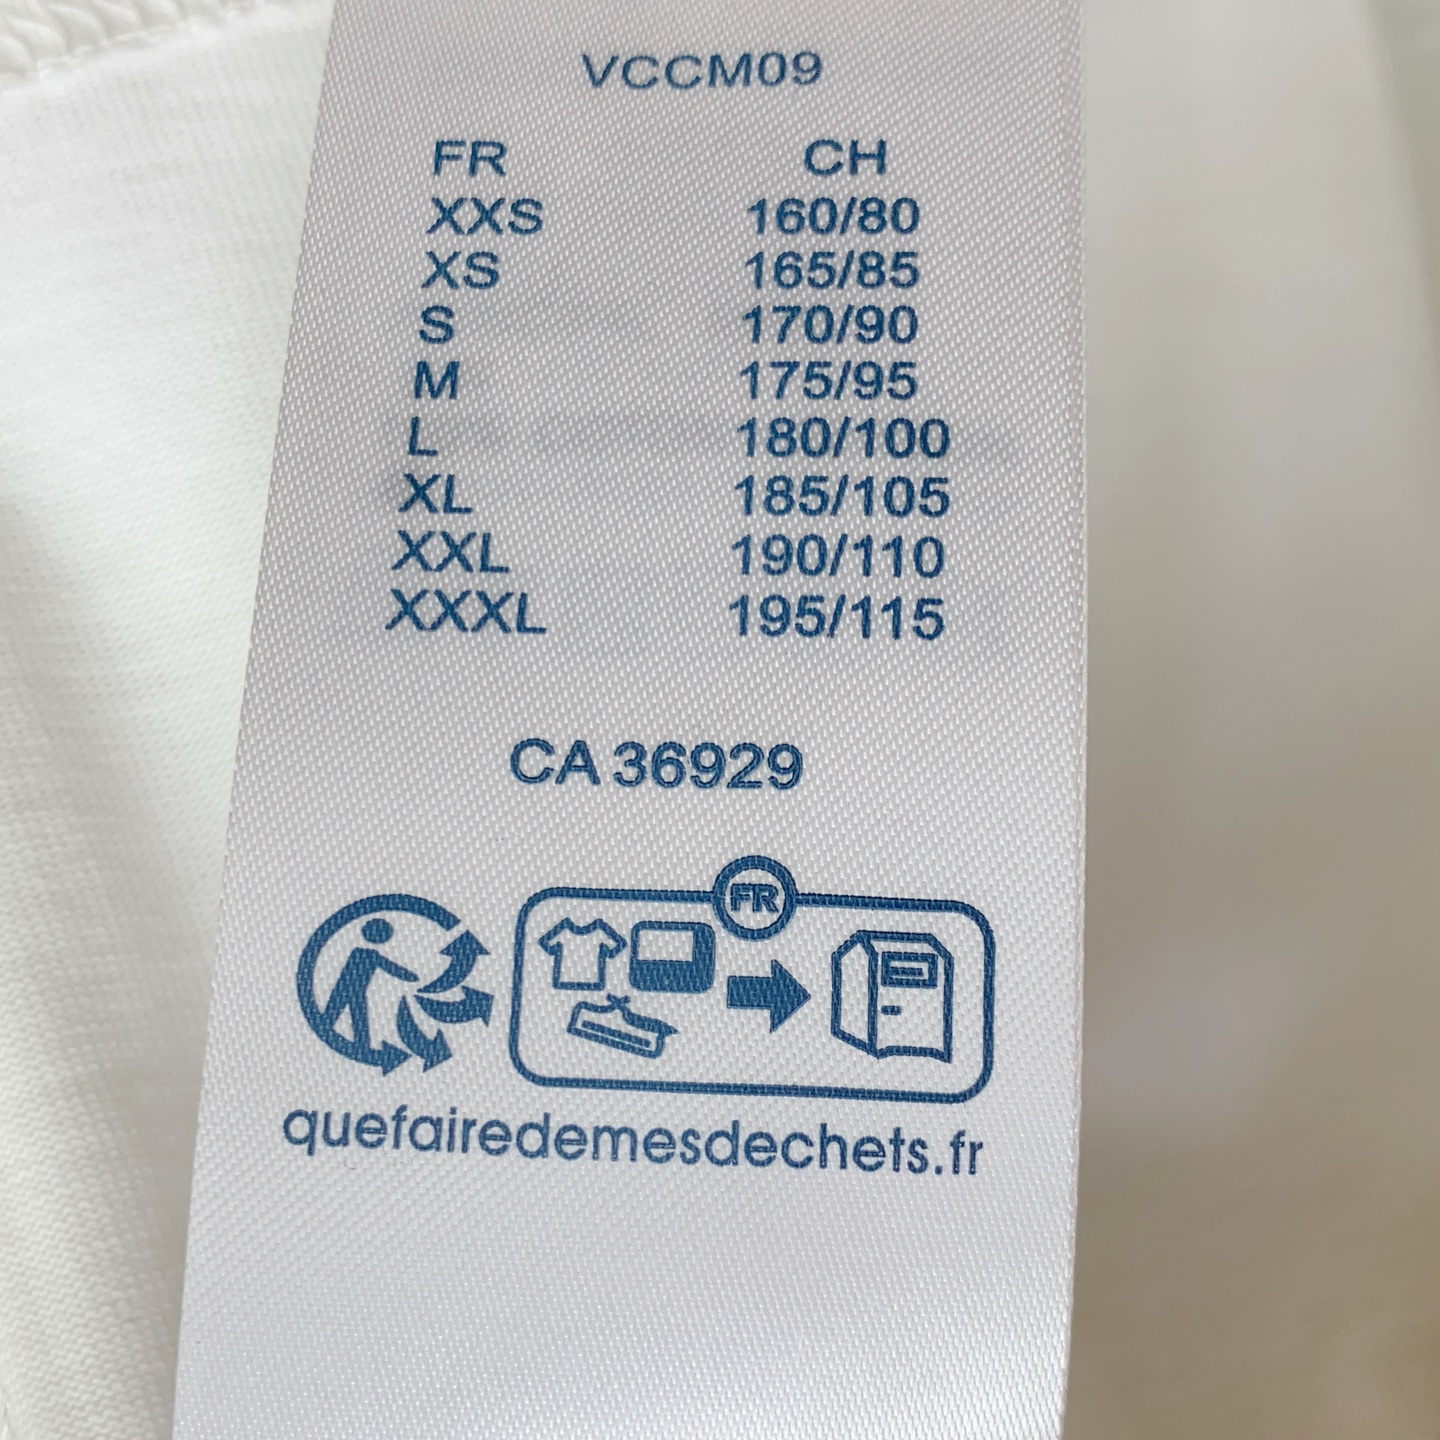 VCCM09
FR CH
XXS 160/80
XS 165/85
S 170/90
M 175/95
L 180/100
XL 185/105
XXL 190/110
XXXL 195/115
CA 36929
FR
quefairedemesdechets.fr